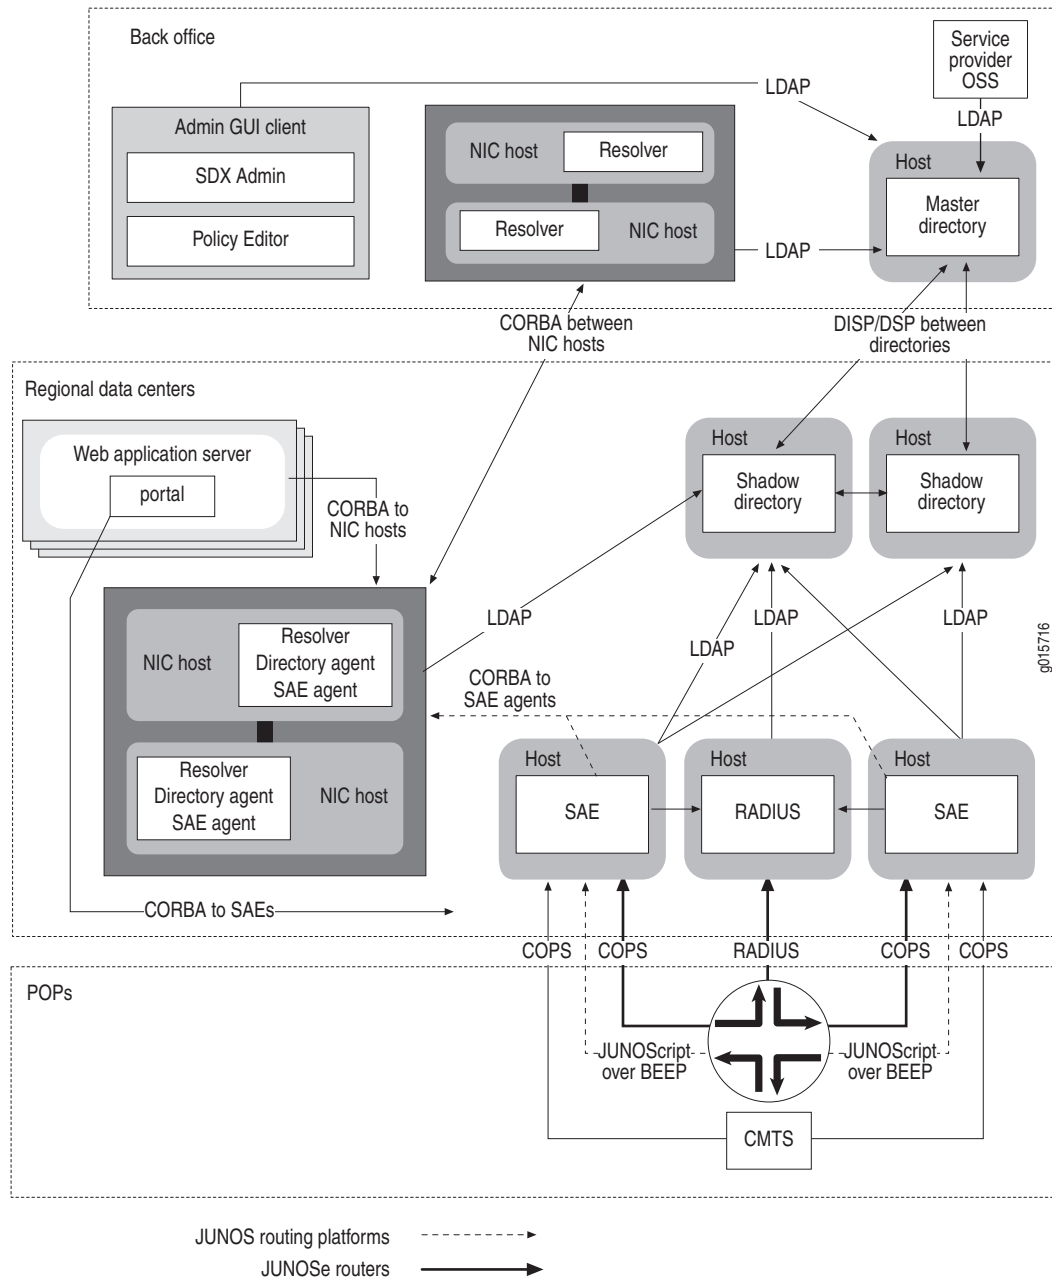 Back office
Service
provider
OSS
LDAP
LDAP
Admin GUI client
SDX Admin
Policy Editor
NIC host
Resolver
Resolver
NIC host
LDAP
Host
Master
directory
CORBA between
NIC hosts
DISP/DSP between
directories
Regional data centers
Web application server
portal
CORBA to
NIC hosts
Host
Shadow
directory
Host
Shadow
directory
LDAP
LDAP
LDAP
LDAP
g015716
NIC host
Resolver
Directory agent
SAE agent
Resolver
Directory agent
SAE agent
NIC host
CORBA to
SAE agents
Host
SAE
Host
RADIUS
Host
SAE
CORBA to SAEs
COPS
COPS
RADIUS
COPS
COPS
POPs
JUNOScript
over BEEP
JUNOScript
over BEEP
CMTS
JUNOS routing platforms
JUNOSe routers